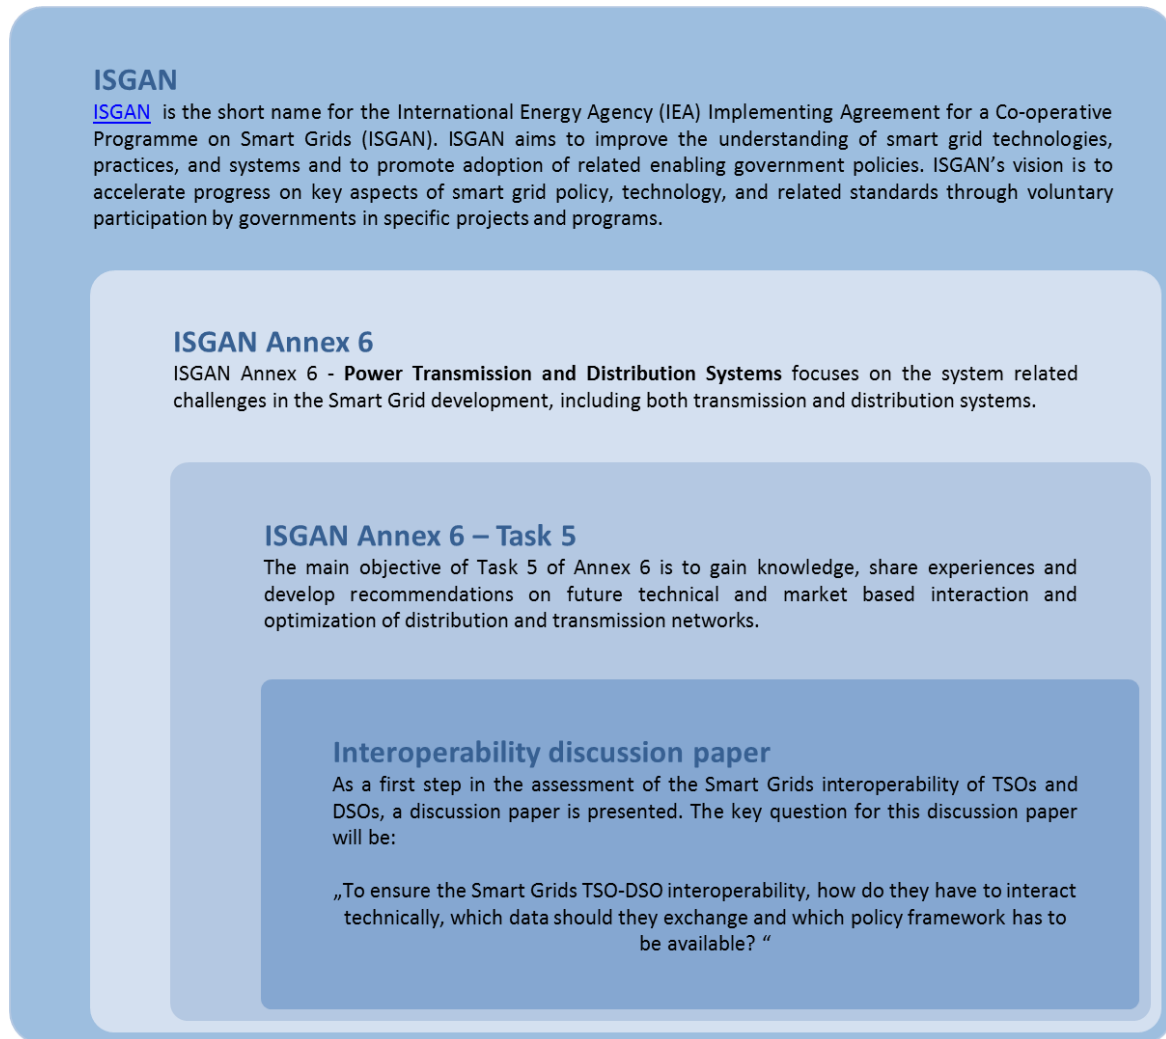 ISGAN
ISGAN is the short name for the International Energy Agency (IEA) Implementing Agreement for a Co-operative
Programme on Smart Grids (ISGAN). ISGAN aims to improve the understanding of smart grid technologies,
practices, and systems and to promote adoption of related enabling government policies. ISGAN’s vision is to
accelerate progress on key aspects of smart grid policy, technology, and related standards through voluntary
participation by governments in specific projects and programs.
ISGAN Annex 6
ISGAN Annex 6 - Power Transmission and Distribution Systems focuses on the system related
challenges in the Smart Grid development, including both transmission and distribution systems.
ISGAN Annex 6 – Task 5
The main objective of Task 5 of Annex 6 is to gain knowledge, share experiences and
develop recommendations on future technical and market based interaction and
optimization of distribution and transmission networks.
Interoperability discussion paper
As a first step in the assessment of the Smart Grids interoperability of TSOs and
DSOs, a discussion paper is presented. The key question for this discussion paper
will be:
„To ensure the Smart Grids TSO-DSO interoperability, how do they have to interact
technically, which data should they exchange and which policy framework has to
be available? “